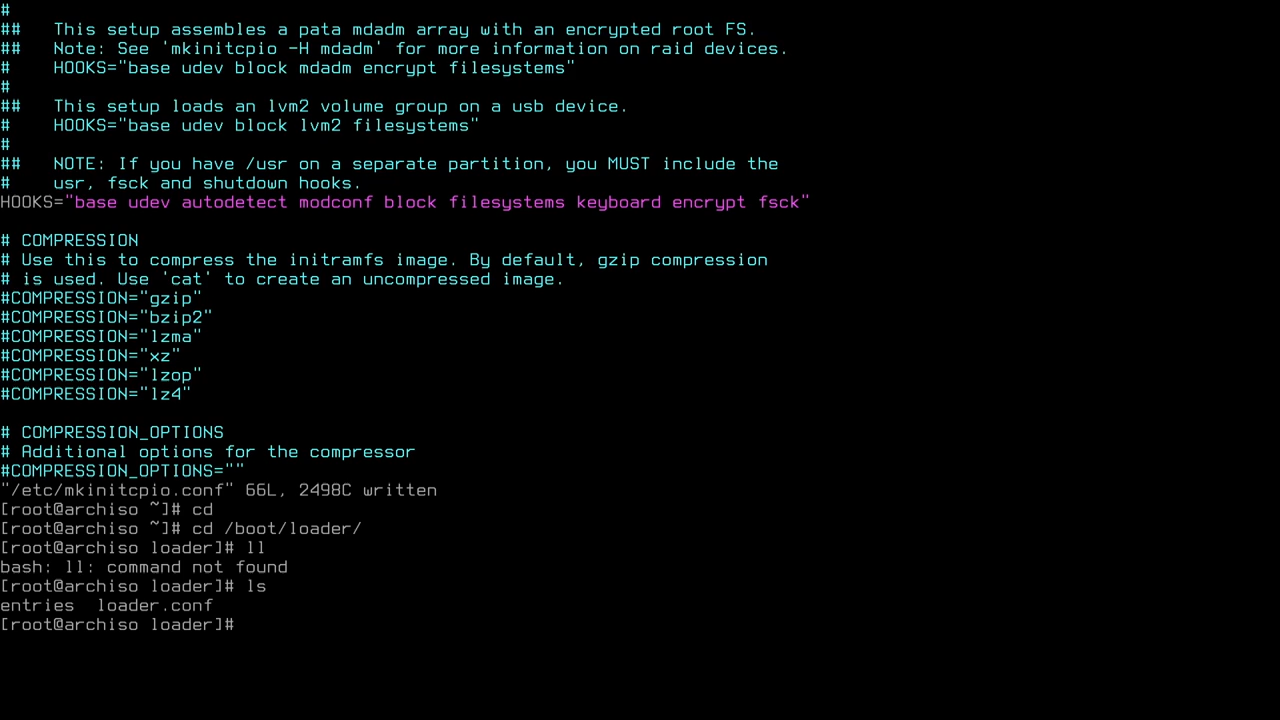 #
##   This setup assembles a pata mdadm array with an encrypted root FS.
##   Note: See 'mkinitcpio -H mdadm' for more information on raid devices.
#    HOOKS="base udev block mdadm encrypt filesystems"
#
##   This setup loads an lvm2 volume group on a usb device.
#    HOOKS="base udev block lvm2 filesystems"
#
##   NOTE: If you have /usr on a separate partition, you MUST include the
#    usr, fsck and shutdown hooks.
HOOKS="base udev autodetect modconf block filesystems keyboard encrypt fsck"

# COMPRESSION
# Use this to compress the initramfs image. By default, gzip compression
# is used. Use 'cat' to create an uncompressed image.
#COMPRESSION="gzip"
#COMPRESSION="bzip2"
#COMPRESSION="lzma"
#COMPRESSION="xz"
#COMPRESSION="lzop"
#COMPRESSION="lz4"

# COMPRESSION_OPTIONS
# Additional options for the compressor
#COMPRESSION_OPTIONS=""
"/etc/mkinitcpio.conf" 66L, 2498C written
[root@archiso ~]# cd
[root@archiso ~]# cd /boot/loader/
[root@archiso loader]# ll
bash: ll: command not found
[root@archiso loader]# ls
entries  loader.conf
[root@archiso loader]#